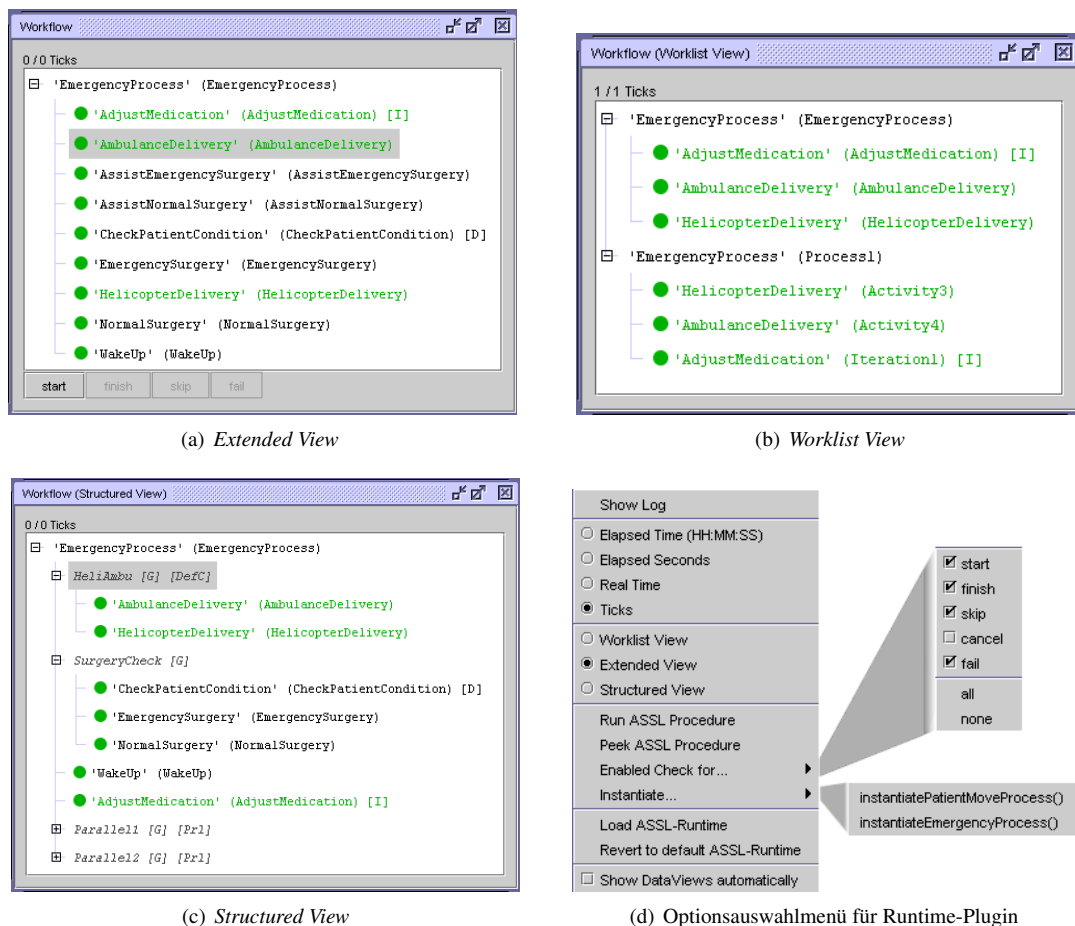 Workflow
0 / 0 Ticks
'EmergencyProcess' (EmergencyProcess)
'AdjustMedication' (AdjustMedication) [I]
'AmbulanceDelivery' (AmbulanceDelivery)
'AssistEmergencySurgery' (AssistEmergencySurgery)
'AssistNormalSurgery' (AssistNormalSurgery)
'CheckPatientCondition' (CheckPatientCondition) [D]
'EmergencySurgery' (EmergencySurgery)
'HelicopterDelivery' (HelicopterDelivery)
'NormalSurgery' (NormalSurgery)
'WakeUp' (WakeUp)
start finish skip fail
(a) Extended View
Workflow (Worklist View)
1 / 1 Ticks
'EmergencyProcess' (EmergencyProcess)
'AdjustMedication' (AdjustMedication) [I]
'AmbulanceDelivery' (AmbulanceDelivery)
'HelicopterDelivery' (HelicopterDelivery)
'EmergencyProcess' (Process1)
'HelicopterDelivery' (Activity3)
'AmbulanceDelivery' (Activity4)
'AdjustMedication' (Iteration1) [I]
(b) Worklist View
Workflow (Structured View)
0 / 0 Ticks
'EmergencyProcess' (EmergencyProcess)
HeliAmbu [G] [DefC]
'AmbulanceDelivery' (AmbulanceDelivery)
'HelicopterDelivery' (HelicopterDelivery)
SurgeryCheck [G]
'CheckPatientCondition' (CheckPatientCondition) [D]
'EmergencySurgery' (EmergencySurgery)
'NormalSurgery' (NormalSurgery)
'WakeUp' (WakeUp)
'AdjustMedication' (AdjustMedication) [I]
Parallel1 [G] [Prl]
Parallel2 [G] [Prl]
(c) Structured View
Show Log
Elapsed Time (HH:MM:SS)
Elapsed Seconds
Real Time
Ticks
Worklist View
Extended View
Structured View
Run ASSL Procedure
Peek ASSL Procedure
Enabled Check for...
Instantiate...
Load ASSL-Runtime
Revert to default ASSL-Runtime
Show DataViews automatically
start
finish
skip
cancel
fail
all
none
instantiatePatientMoveProcess()
instantiateEmergencyProcess()
(d) Optionsauswahlmenü für Runtime-Plugin